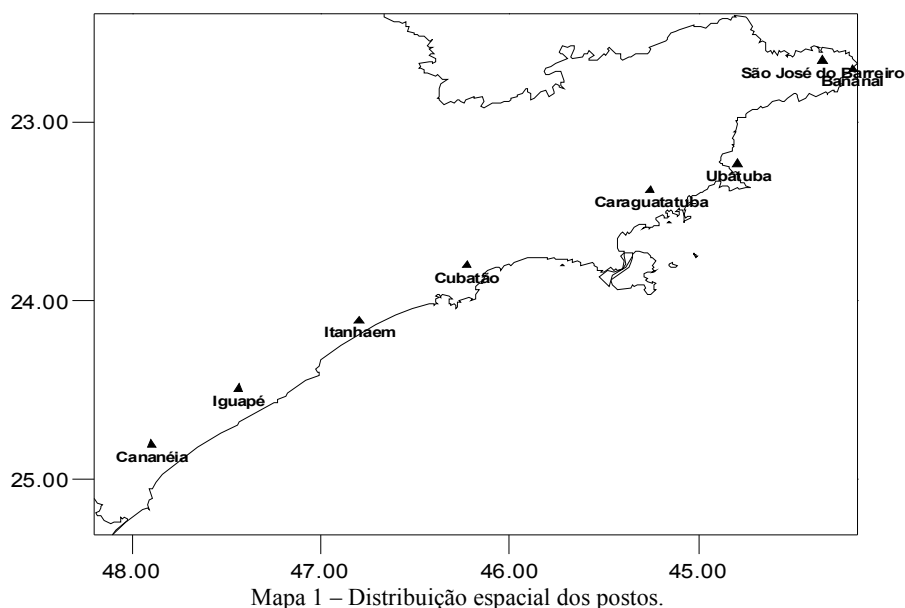 São José do Barreiro
Bananal
23.00
Ubatuba
Caraguatatuba
Cubatão
24.00
Itanhaem
Iguapé
Cananéia
25.00
48.00 47.00 46.00 45.00
Mapa 1 – Distribuição espacial dos postos.